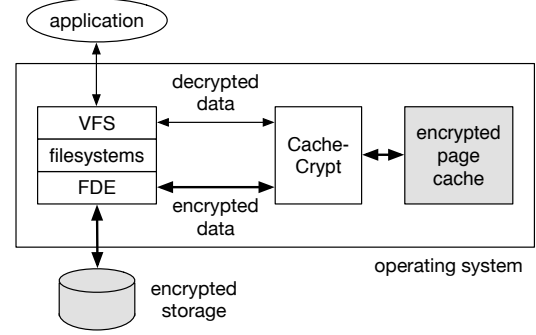 application
decrypted
data
VFS
filesystems
FDE
Cache-
Crypt
encrypted
page
cache
encrypted
data
operating system
encrypted
storage